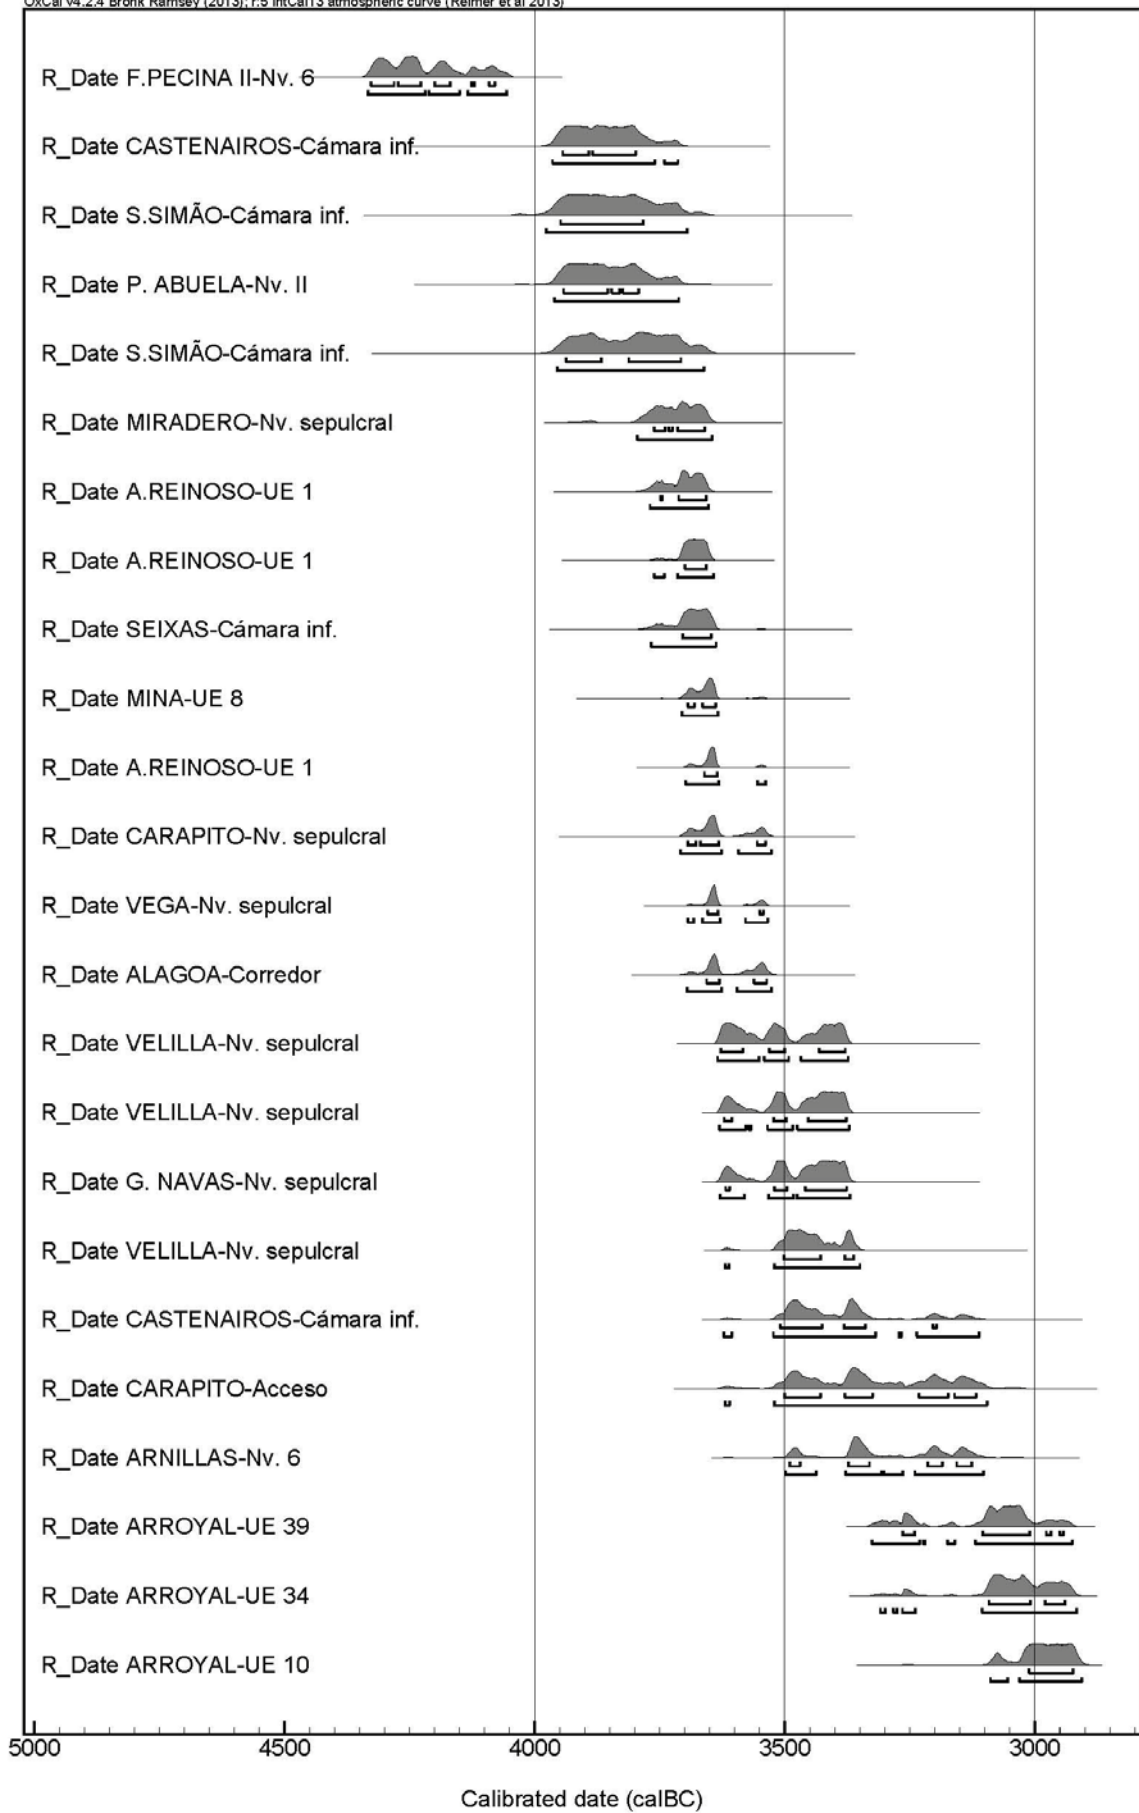 OxCal v4.2.4 Bronk Ramsey (2013); r:5 IntCal13 atmospheric curve (Reimer et al 2013)
R_Date F.PECINA II-Nv. 6
R_Date CASTENAIROS-Cámara inf.
R_Date S.SIMÃO-Cámara inf.
R_Date P. ABUELA-Nv. II
R_Date S.SIMÃO-Cámara inf.
R_Date MIRADERO-Nv. sepulcral
R_Date A.REINOSO-UE 1
R_Date A.REINOSO-UE 1
R_Date SEIXAS-Cámara inf.
R_Date MINA-UE 8
R_Date A.REINOSO-UE 1
R_Date CARAPITO-Nv. sepulcral
R_Date VEGA-Nv. sepulcral
R_Date ALAGOA-Corredor
R_Date VELILLA-Nv. sepulcral
R_Date VELILLA-Nv. sepulcral
R_Date G. NAVAS-Nv. sepulcral
R_Date VELILLA-Nv. sepulcral
R_Date CASTENAIROS-Cámara inf.
R_Date CARAPITO-Acceso
R_Date ARNILLAS-Nv. 6
R_Date ARROYAL-UE 39
R_Date ARROYAL-UE 34
R_Date ARROYAL-UE 10
5000 4500 4000 3500 3000
Calibrated date (calBC)